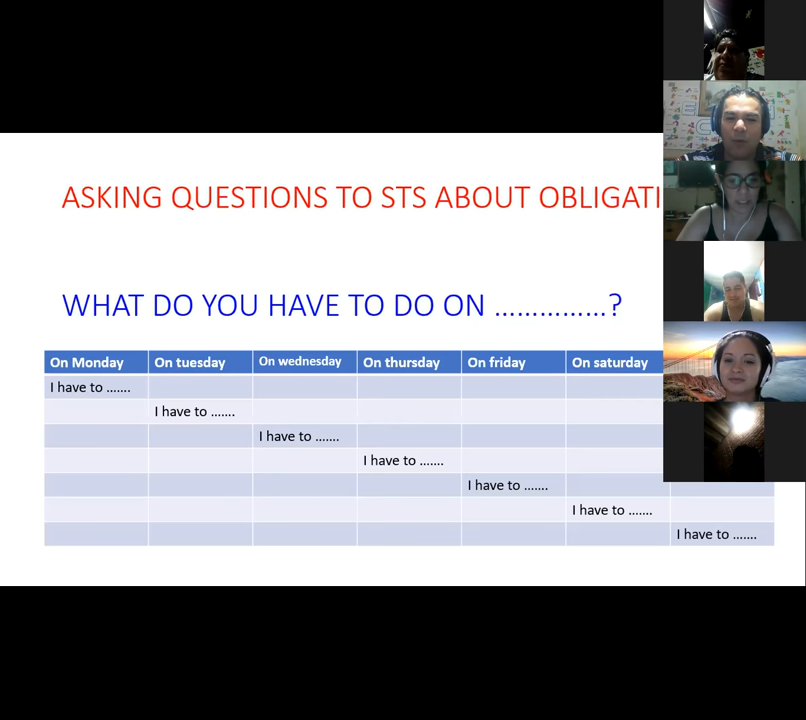 ASKING QUESTIONS TO STS ABOUT OBLIGATI
WHAT DO YOU HAVE TO DO ON ...............?
On Monday On tuesday On wednesday On thursday On friday On saturday
I have to .......
I have to .......
I have to .......
I have to .......
I have to .......
I have to .......
I have to .......